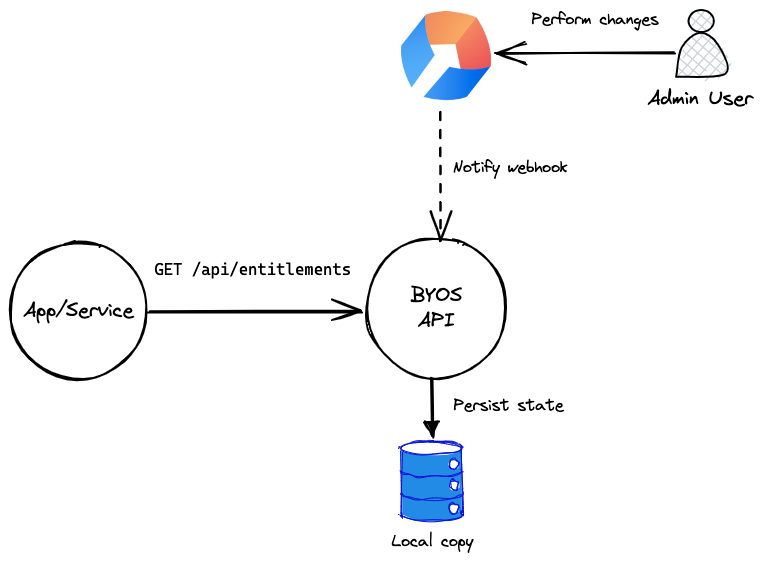 Perform changes
Admin User
Notify webhook
GET /api/entitlements
App/Service
BYOS
API
Persist state
Local copy